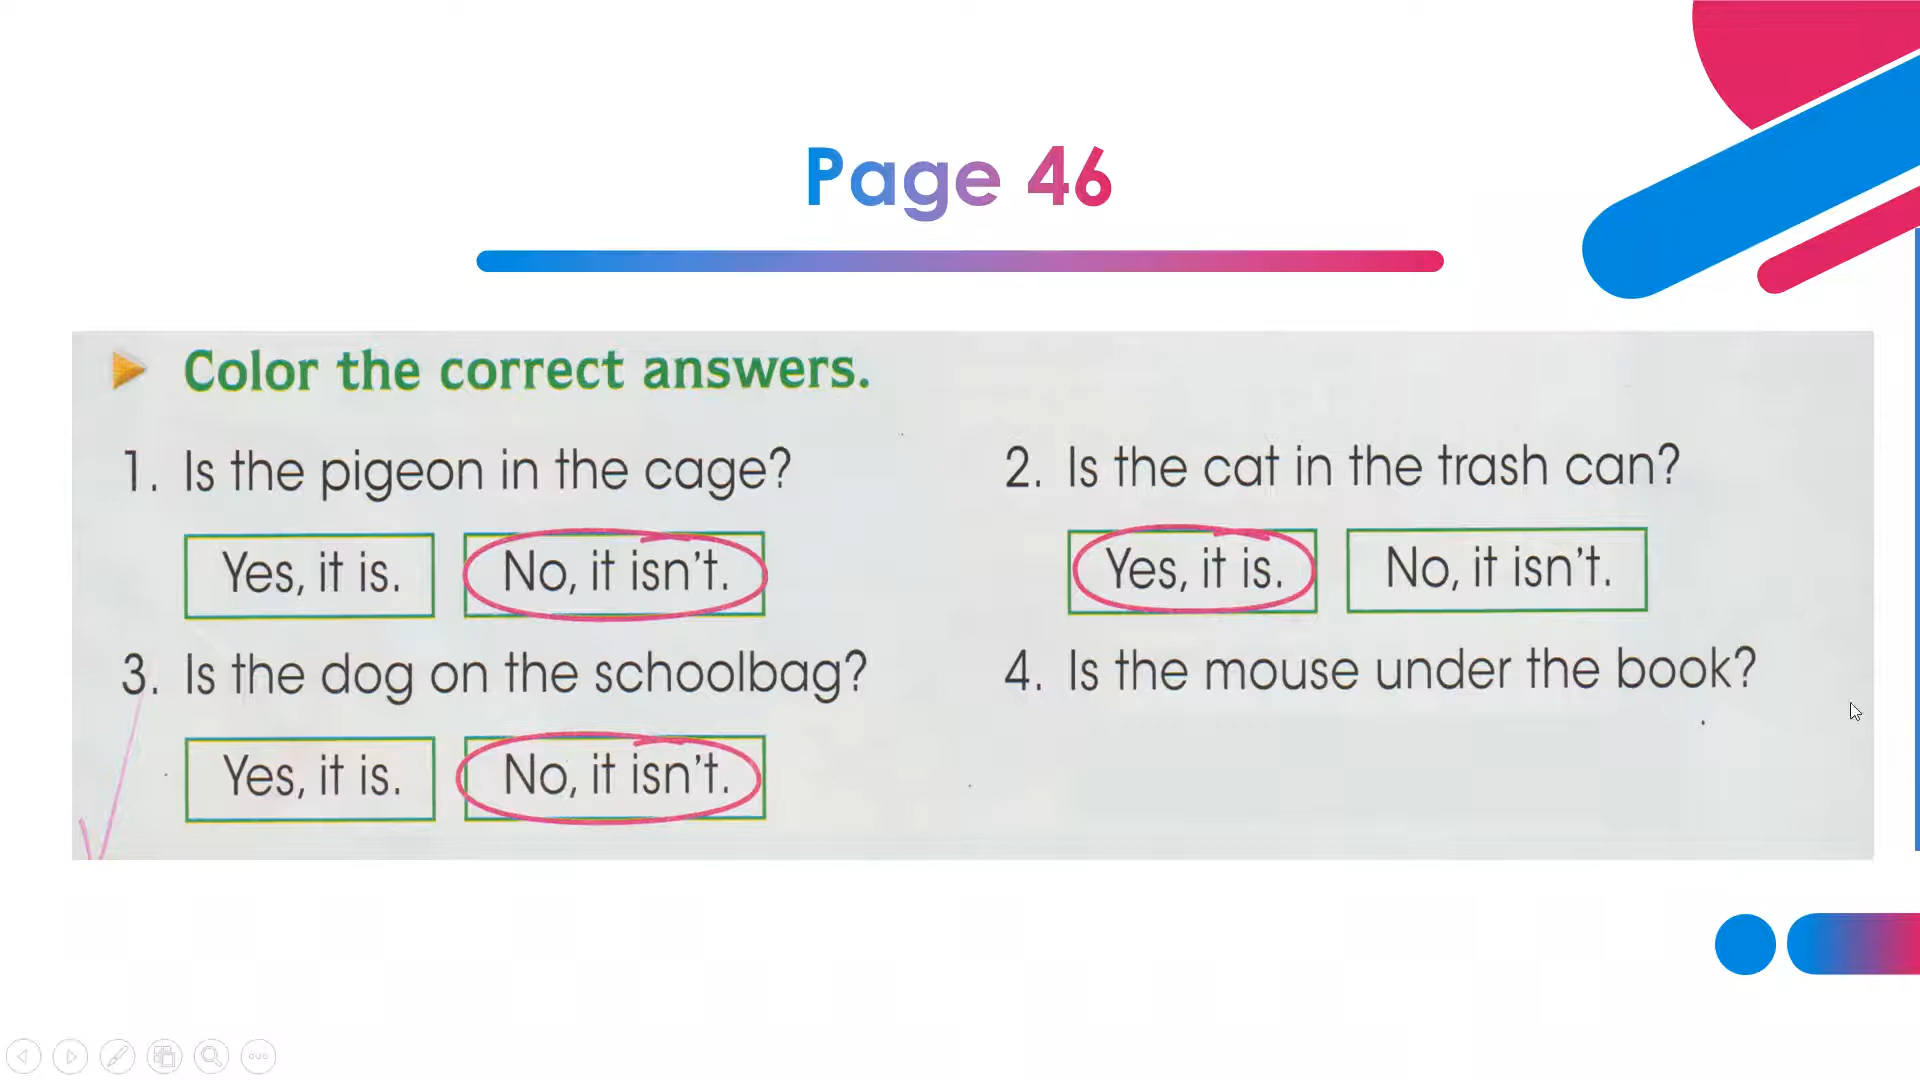 Page 46
Color the correct answers.
1. Is the pigeon in the cage?
Yes, it is. No, it isn't.
2. Is the cat in the trash can?
Yes, it is. No, it isn't.
3. Is the dog on the schoolbag?
Yes, it is. No, it isn't.
4. Is the mouse under the book?